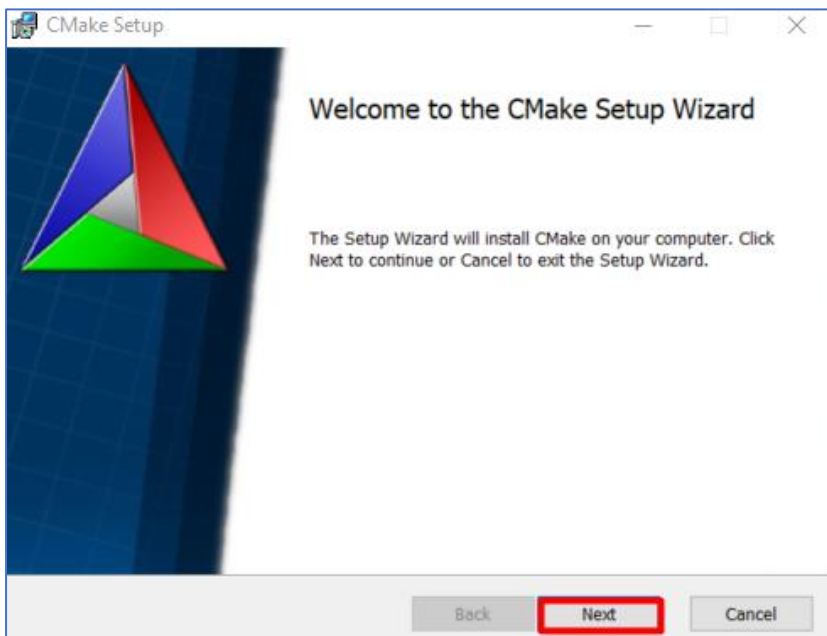 CMake Setup
Welcome to the CMake Setup Wizard
The Setup Wizard will install CMake on your computer. Click
Next to continue or Cancel to exit the Setup Wizard.
Back Next Cancel